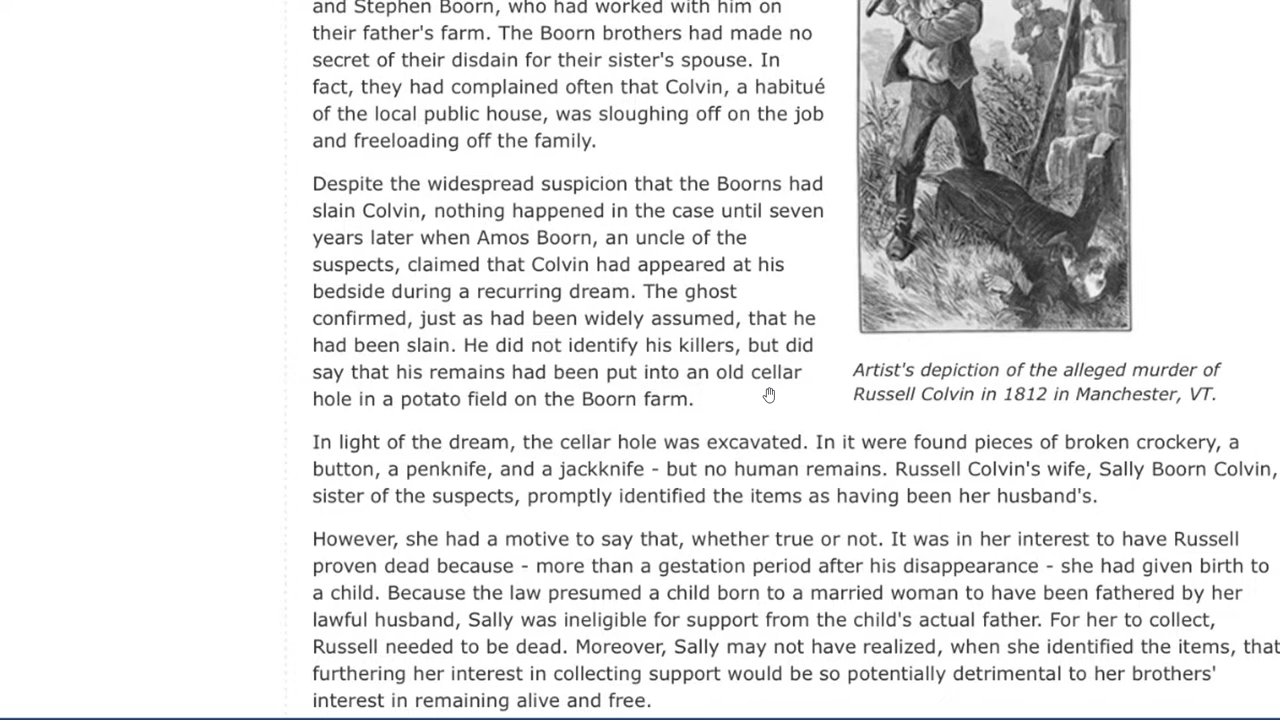 and Stephen Boorn, who had worked with him on
their father's farm. The Boorn brothers had made no
secret of their disdain for their sister's spouse. In
fact, they had complained often that Colvin, a habitué
of the local public house, was sloughing off on the job
and freeloading off the family.
Despite the widespread suspicion that the Boorns had
slain Colvin, nothing happened in the case until seven
years later when Amos Boorn, an uncle of the
suspects, claimed that Colvin had appeared at his
bedside during a recurring dream. The ghost
confirmed, just as had been widely assumed, that he
had been slain. He did not identify his killers, but did
say that his remains had been put into an old cellar
hole in a potato field on the Boorn farm.
Artist's depiction of the alleged murder of
Russell Colvin in 1812 in Manchester, VT.
In light of the dream, the cellar hole was excavated. In it were found pieces of broken crockery, a
button, a penknife, and a jackknife - but no human remains. Russell Colvin's wife, Sally Boorn Colvin,
sister of the suspects, promptly identified the items as having been her husband's.
However, she had a motive to say that, whether true or not. It was in her interest to have Russell
proven dead because - more than a gestation period after his disappearance - she had given birth to
a child. Because the law presumed a child born to a married woman to have been fathered by her
lawful husband, Sally was ineligible for support from the child's actual father. For her to collect,
Russell needed to be dead. Moreover, Sally may not have realized, when she identified the items, that
furthering her interest in collecting support would be so potentially detrimental to her brothers'
interest in remaining alive and free.